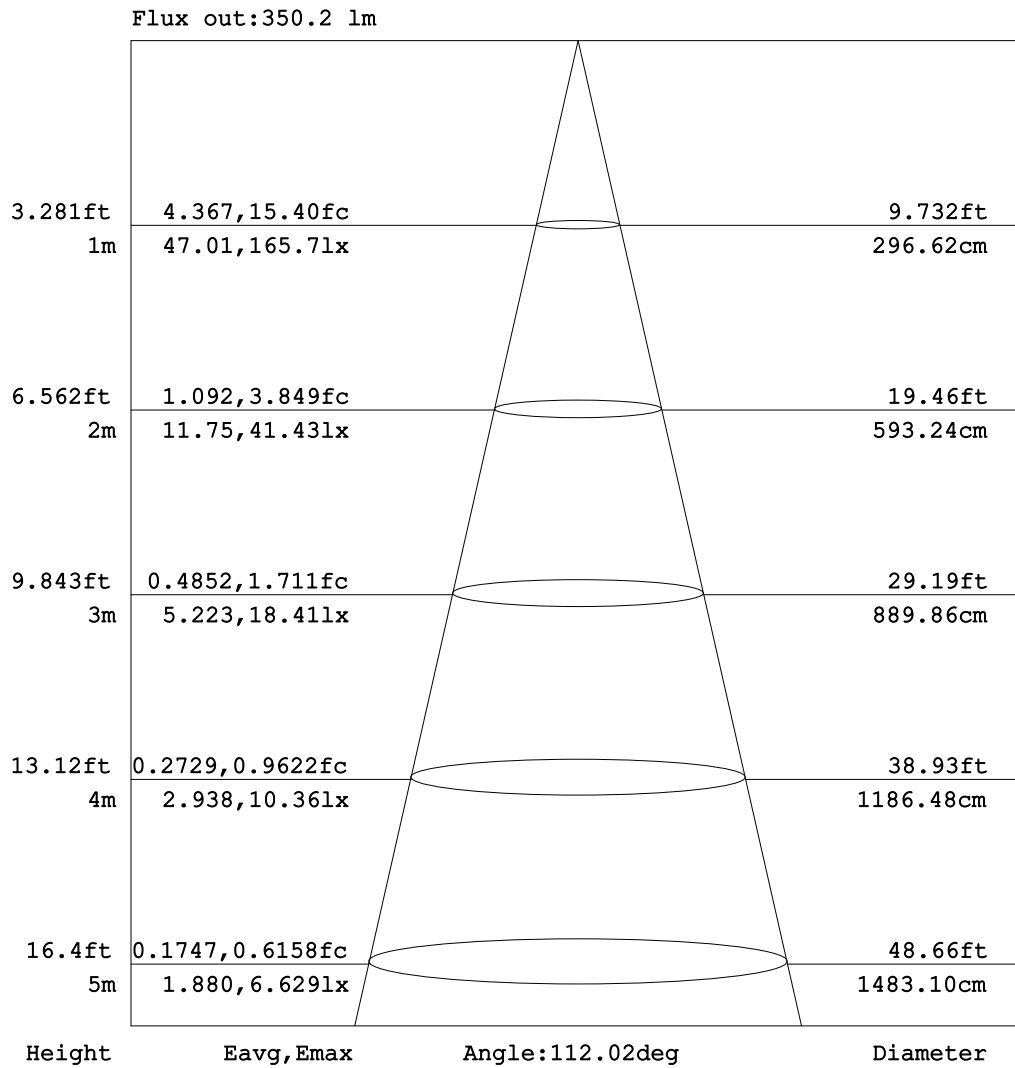 Flux out:350.2 lm
3.281ft 4.367,15.40fc 9.732ft
1m 47.01,165.7lx 296.62cm
6.562ft 1.092,3.849fc 19.46ft
2m 11.75,41.43lx 593.24cm
9.843ft 0.4852,1.711fc 29.19ft
3m 5.223,18.41lx 889.86cm
13.12ft 0.2729,0.9622fc 38.93ft
4m 2.938,10.36lx 1186.48cm
16.4ft 0.1747,0.6158fc 48.66ft
5m 1.880,6.629lx 1483.10cm
Height Eavg,Emax Angle:112.02deg Diameter